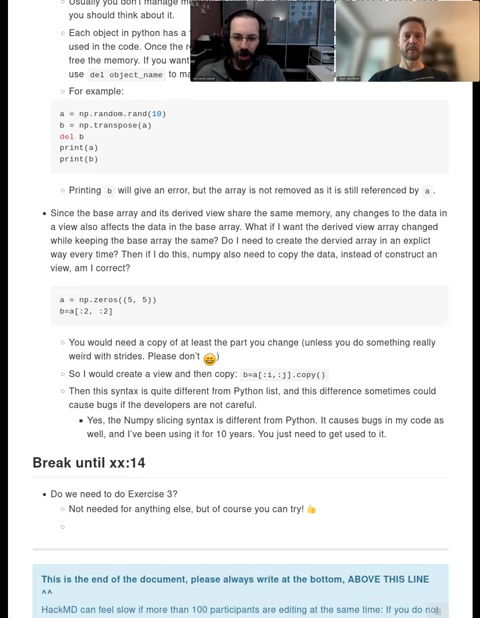 Usually you don't manage m
you should think about it.
Each object in python has a
used in the code. Once the r
free the memory. If you want
use del object_name to ma
For example:
a = np.random.rand(10)
b = np.transpose(a)
del b
print(a)
print(b)
Printing b will give an error, but the array is not removed as it is still referenced by a .
Since the base array and its derived view share the same memory, any changes to the data in
a view also affects the data in the base array. What if I want the derived view array changed
while keeping the base array the same? Do I need to create the dervied array in an explict
way every time? Then if I do this, numpy also need to copy the data, instead of construct an
view, am I correct?
a = np.zeros((5, 5))
b=a[:2, :2]
You would need a copy of at least the part you change (unless you do something really
weird with strides. Please don't 😄)
So I would create a view and then copy: b=a[:i,:j].copy()
Then this syntax is quite different from Python list, and this difference sometimes could
cause bugs if the developers are not careful.
Yes, the Numpy slicing syntax is different from Python. It causes bugs in my code as
well, and I've been using it for 10 years. You just need to get used to it.
Break until xx:14
Do we need to do Exercise 3?
Not needed for anything else, but of course you can try! 👍
This is the end of the document, please always write at the bottom, ABOVE THIS LINE
^^
HackMD can feel slow if more than 100 participants are editing at the same time: If you do not